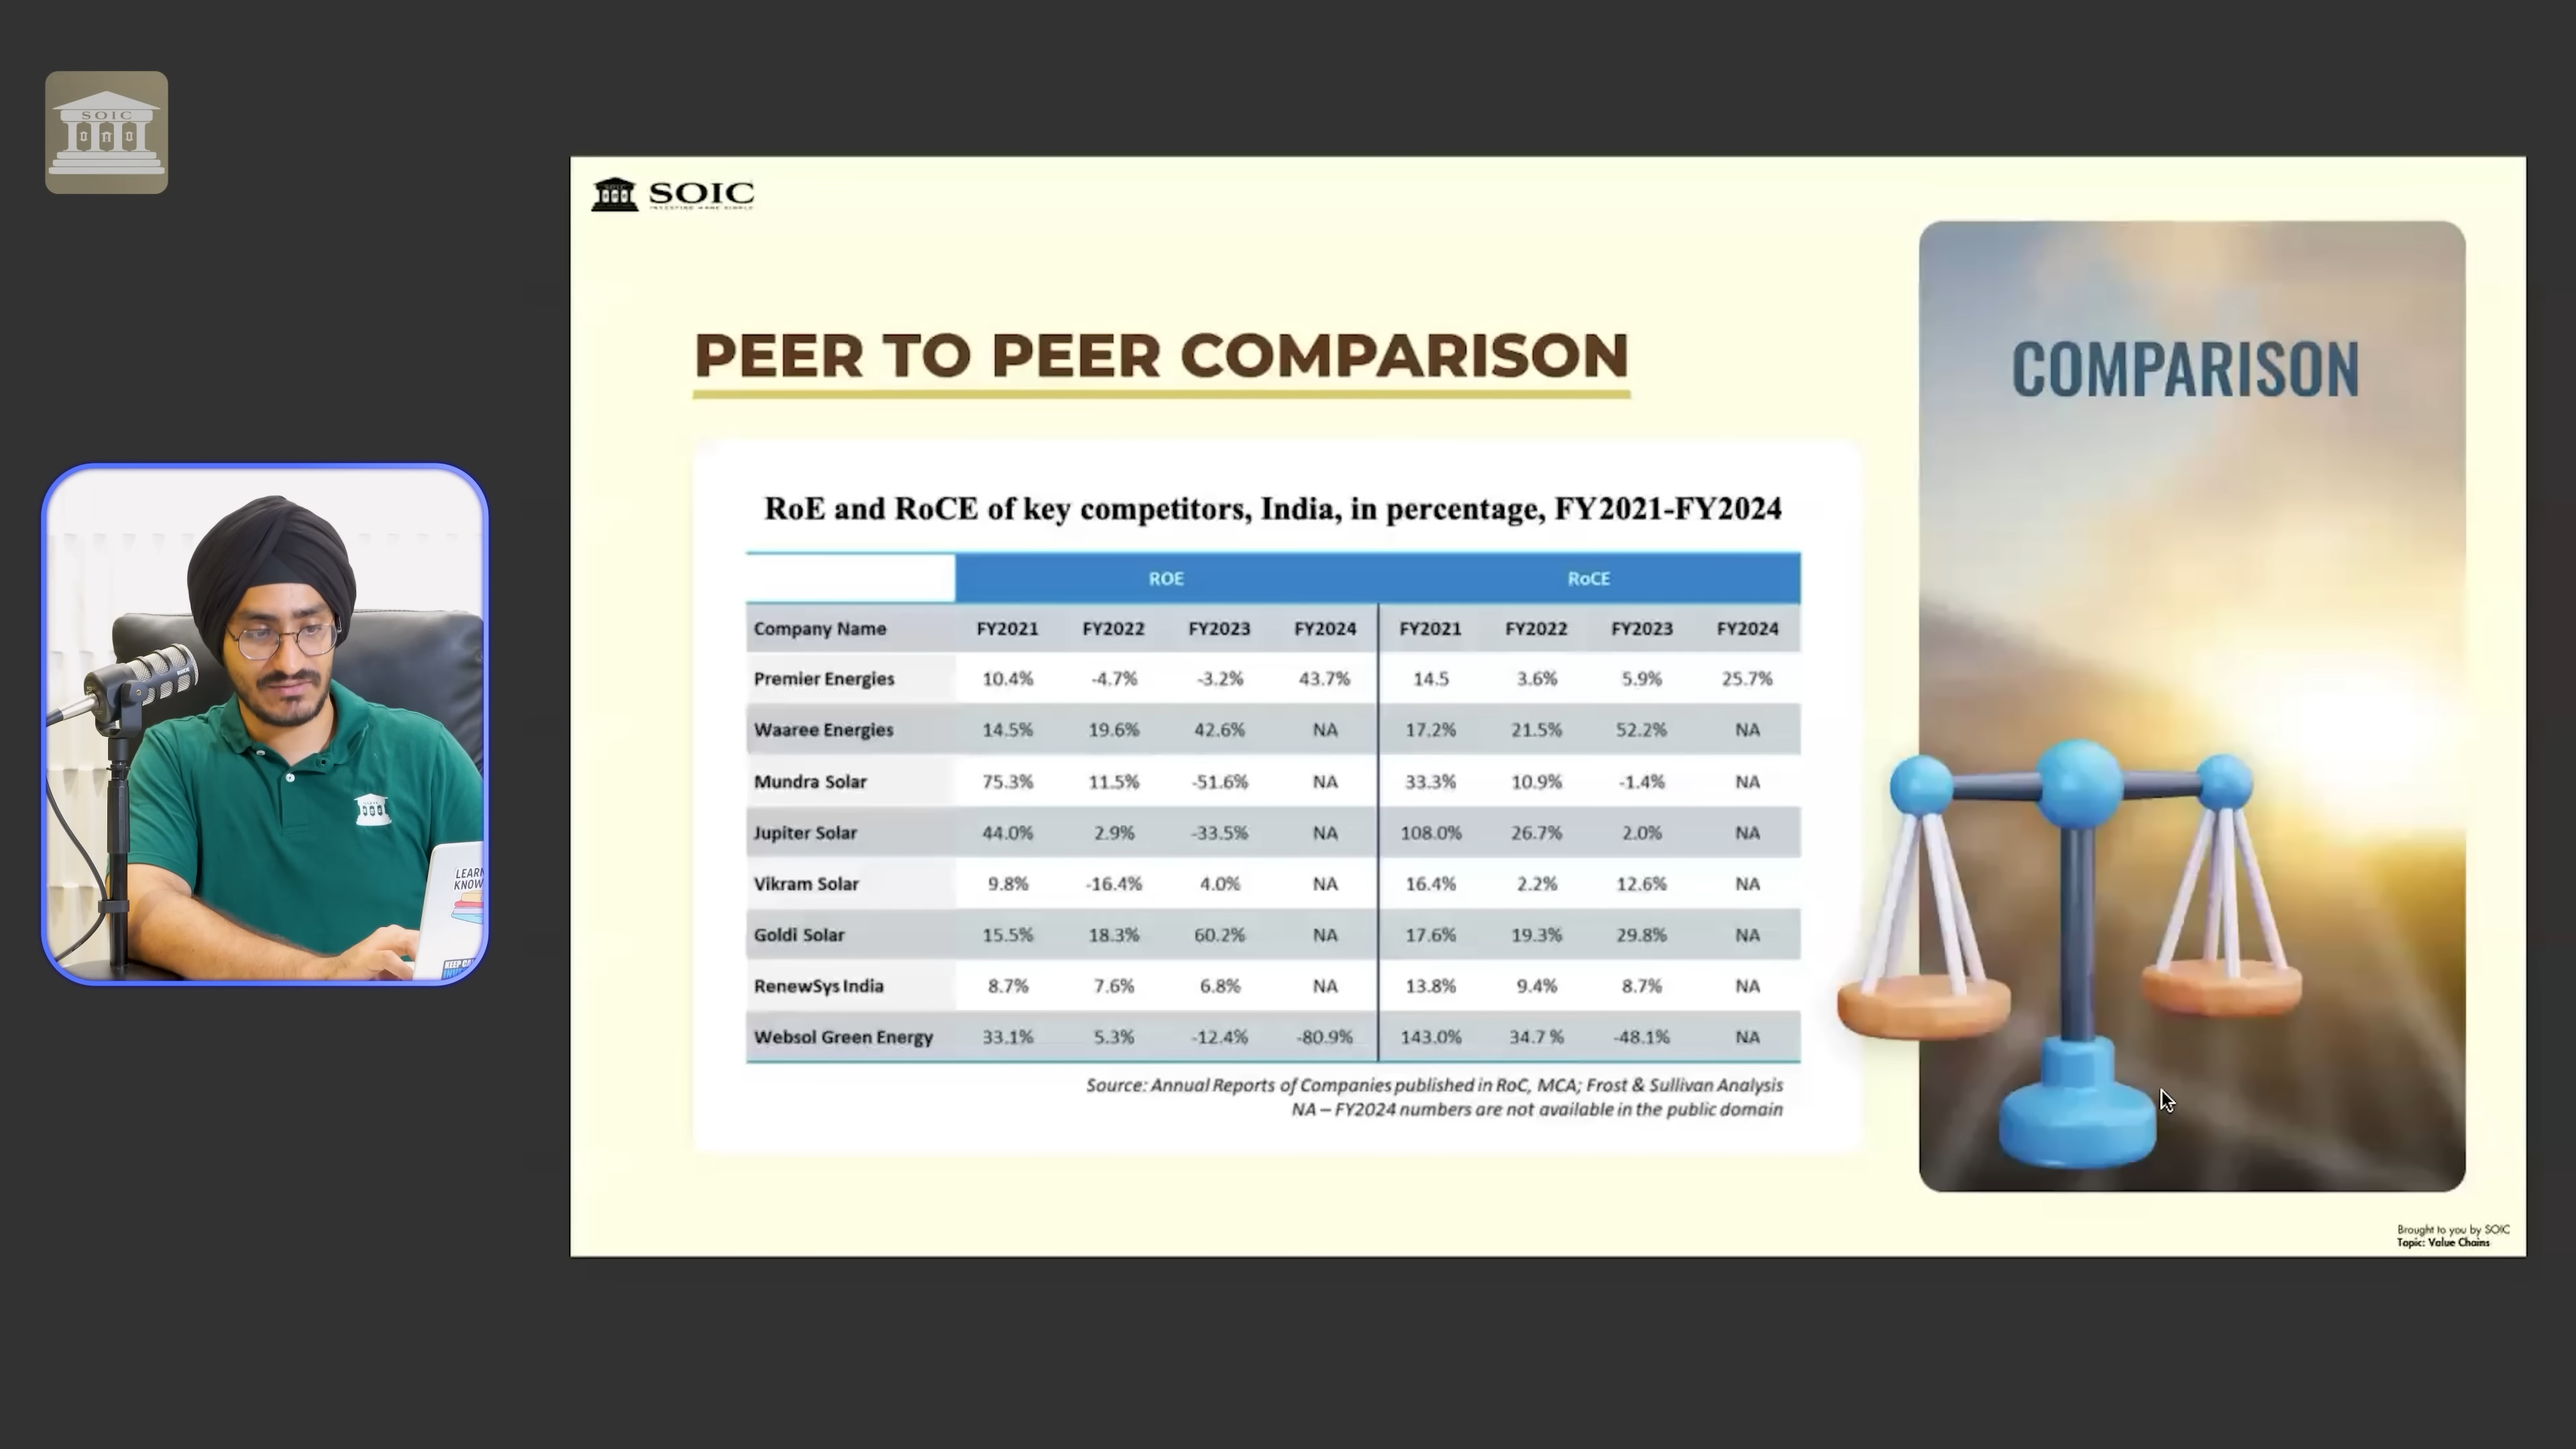 SOIC
SOIC
INVESTING MADE SIMPLE
PEER TO PEER COMPARISON
COMPARISON
RoE and RoCE of key competitors, India, in percentage, FY2021-FY2024
ROE RoCE
Company Name FY2021 FY2022 FY2023 FY2024 FY2021 FY2022 FY2023 FY2024
Premier Energies 10.4% -4.7% -3.2% 43.7% 14.5 3.6% 5.9% 25.7%
Waaree Energies 14.5% 19.6% 42.6% NA 17.2% 21.5% 52.2% NA
Mundra Solar 75.3% 11.5% -51.6% NA 33.3% 10.9% -1.4% NA
Jupiter Solar 44.0% 2.9% -33.5% NA 108.0% 26.7% 2.0% NA
Vikram Solar 9.8% -16.4% 4.0% NA 16.4% 2.2% 12.6% NA
Goldi Solar 15.5% 18.3% 60.2% NA 17.6% 19.3% 29.8% NA
RenewSys India 8.7% 7.6% 6.8% NA 13.8% 9.4% 8.7% NA
Websol Green Energy 33.1% 5.3% -12.4% -80.9% 143.0% 34.7 % -48.1% NA
Source: Annual Reports of Companies published in RoC, MCA; Frost & Sullivan Analysis
NA – FY2024 numbers are not available in the public domain
LEARN
KNOW
Brought to you by SOIC
Topic: Value Chains